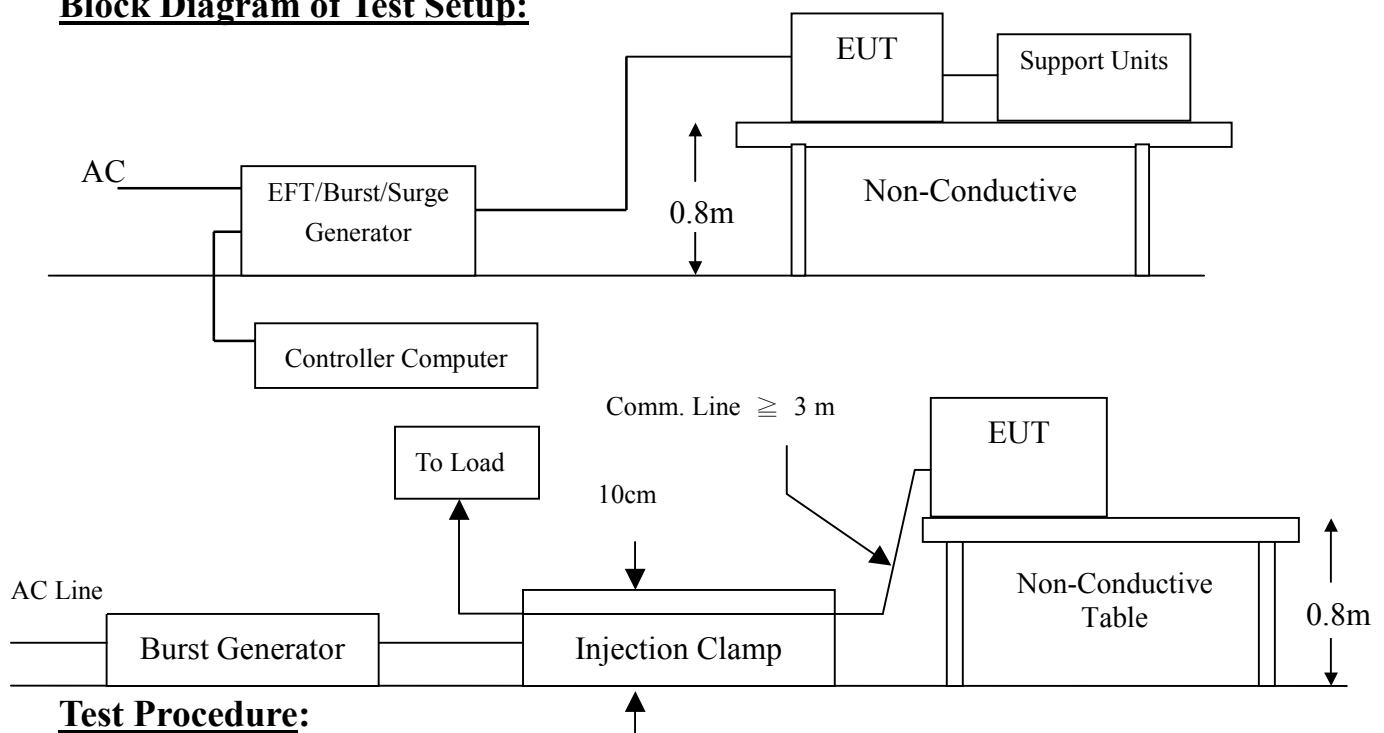 Block Diagram of Test Setup:
EUT
Support Units
AC
EFT/Burst/Surge
Generator
0.8m
Non-Conductive
Controller Computer
Comm. Line ≧ 3 m
EUT
To Load
10cm
AC Line
Non-Conductive
Table
0.8m
Burst Generator
Injection Clamp
Test Procedure: